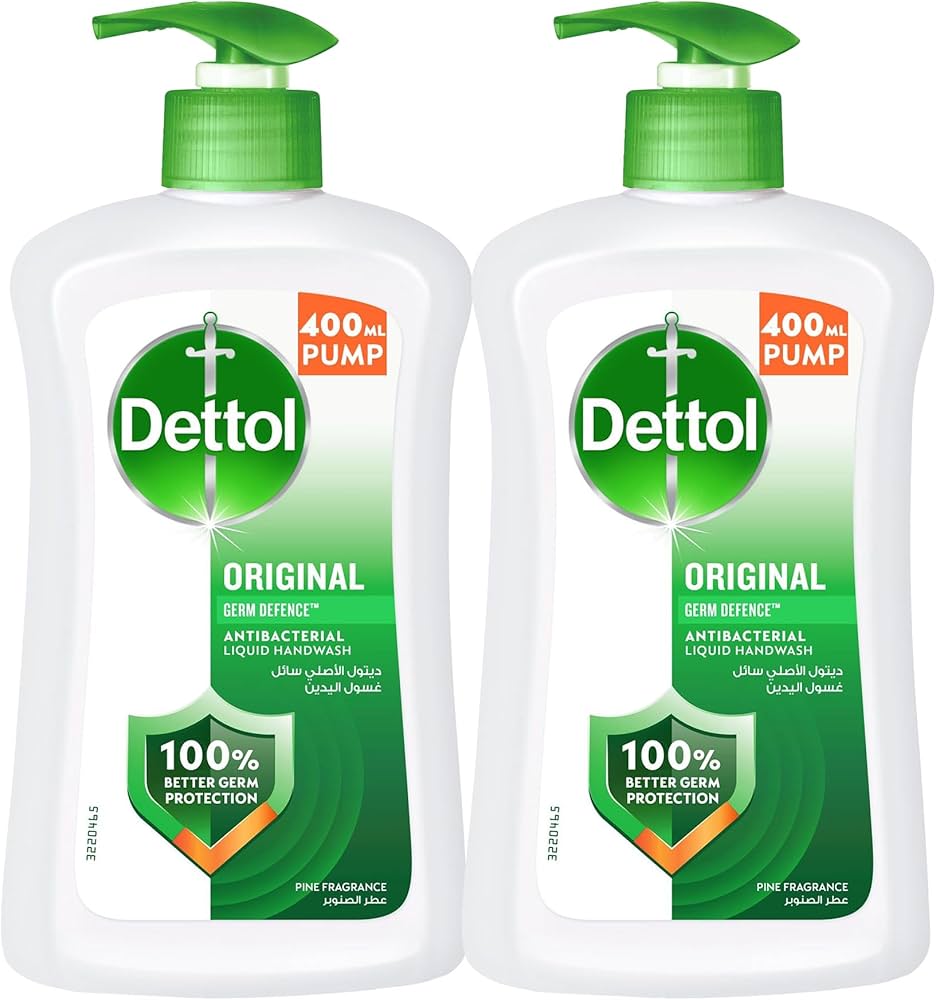 400ML
PUMP
Dettol
ORIGINAL
GERM DEFENCE™
ANTIBACTERIAL
LIQUID HANDWASH
ديتول الأصلي سائل
غسول اليدين
100%
BETTER GERM
PROTECTION
3220465
PINE FRAGRANCE
عطر الصنوبر
400ML
PUMP
Dettol
ORIGINAL
GERM DEFENCE™
ANTIBACTERIAL
LIQUID HANDWASH
ديتول الأصلي سائل
غسول اليدين
100%
BETTER GERM
PROTECTION
3220465
PINE FRAGRANCE
عطر الصنوبر